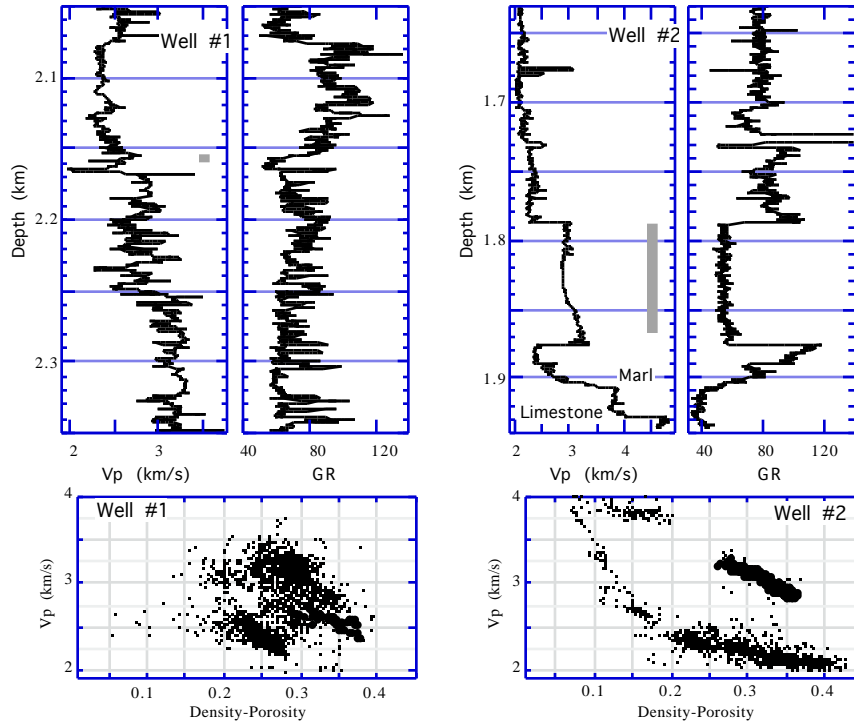 Well #1
Well #2
2.1
2.2
2.3
Depth (km)
1.7
1.8
1.9
Depth (km)
Marl
Limestone
2 3
40 80 120
2 3 4
40 80 120
Vp (km/s)
GR
Vp (km/s)
GR
4
3
2
Vp (km/s)
Well #1
0.1 0.2 0.3 0.4
Density-Porosity
4
3
2
Vp (km/s)
Well #2
0.1 0.2 0.3 0.4
Density-Porosity